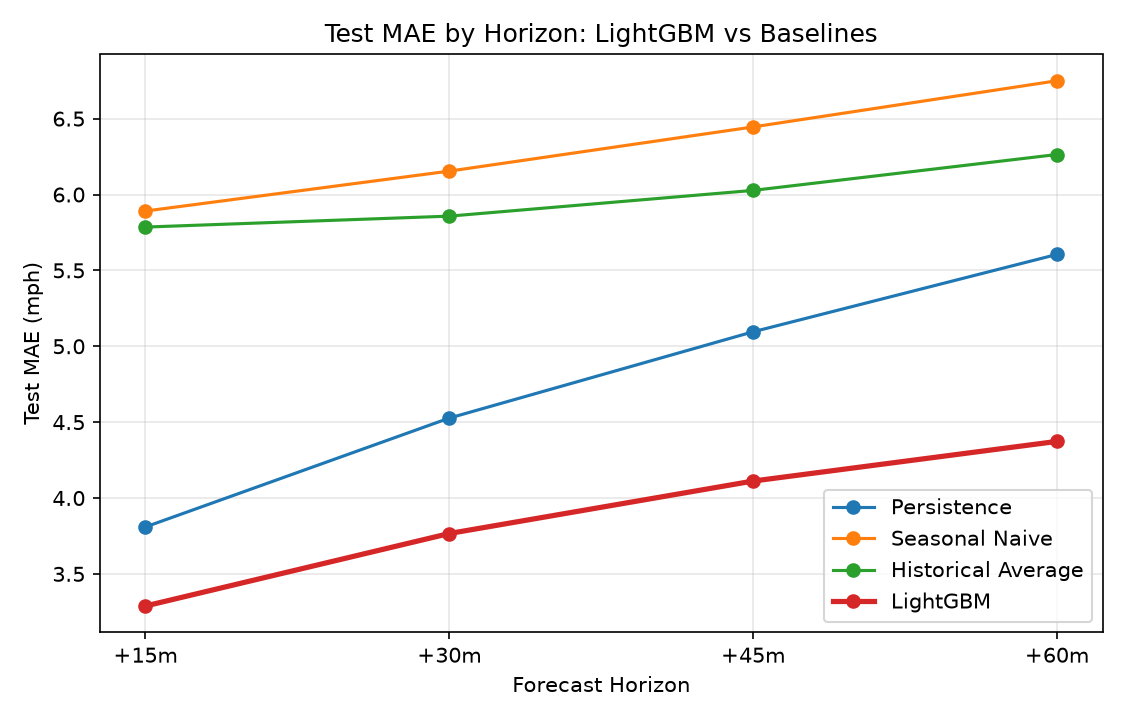 Test MAE by Horizon: LightGBM vs Baselines
Test MAE (mph)
6.5
6.0
5.5
5.0
4.5
4.0
3.5
Persistence
Seasonal Naive
Historical Average
LightGBM
+15m +30m +45m +60m
Forecast Horizon